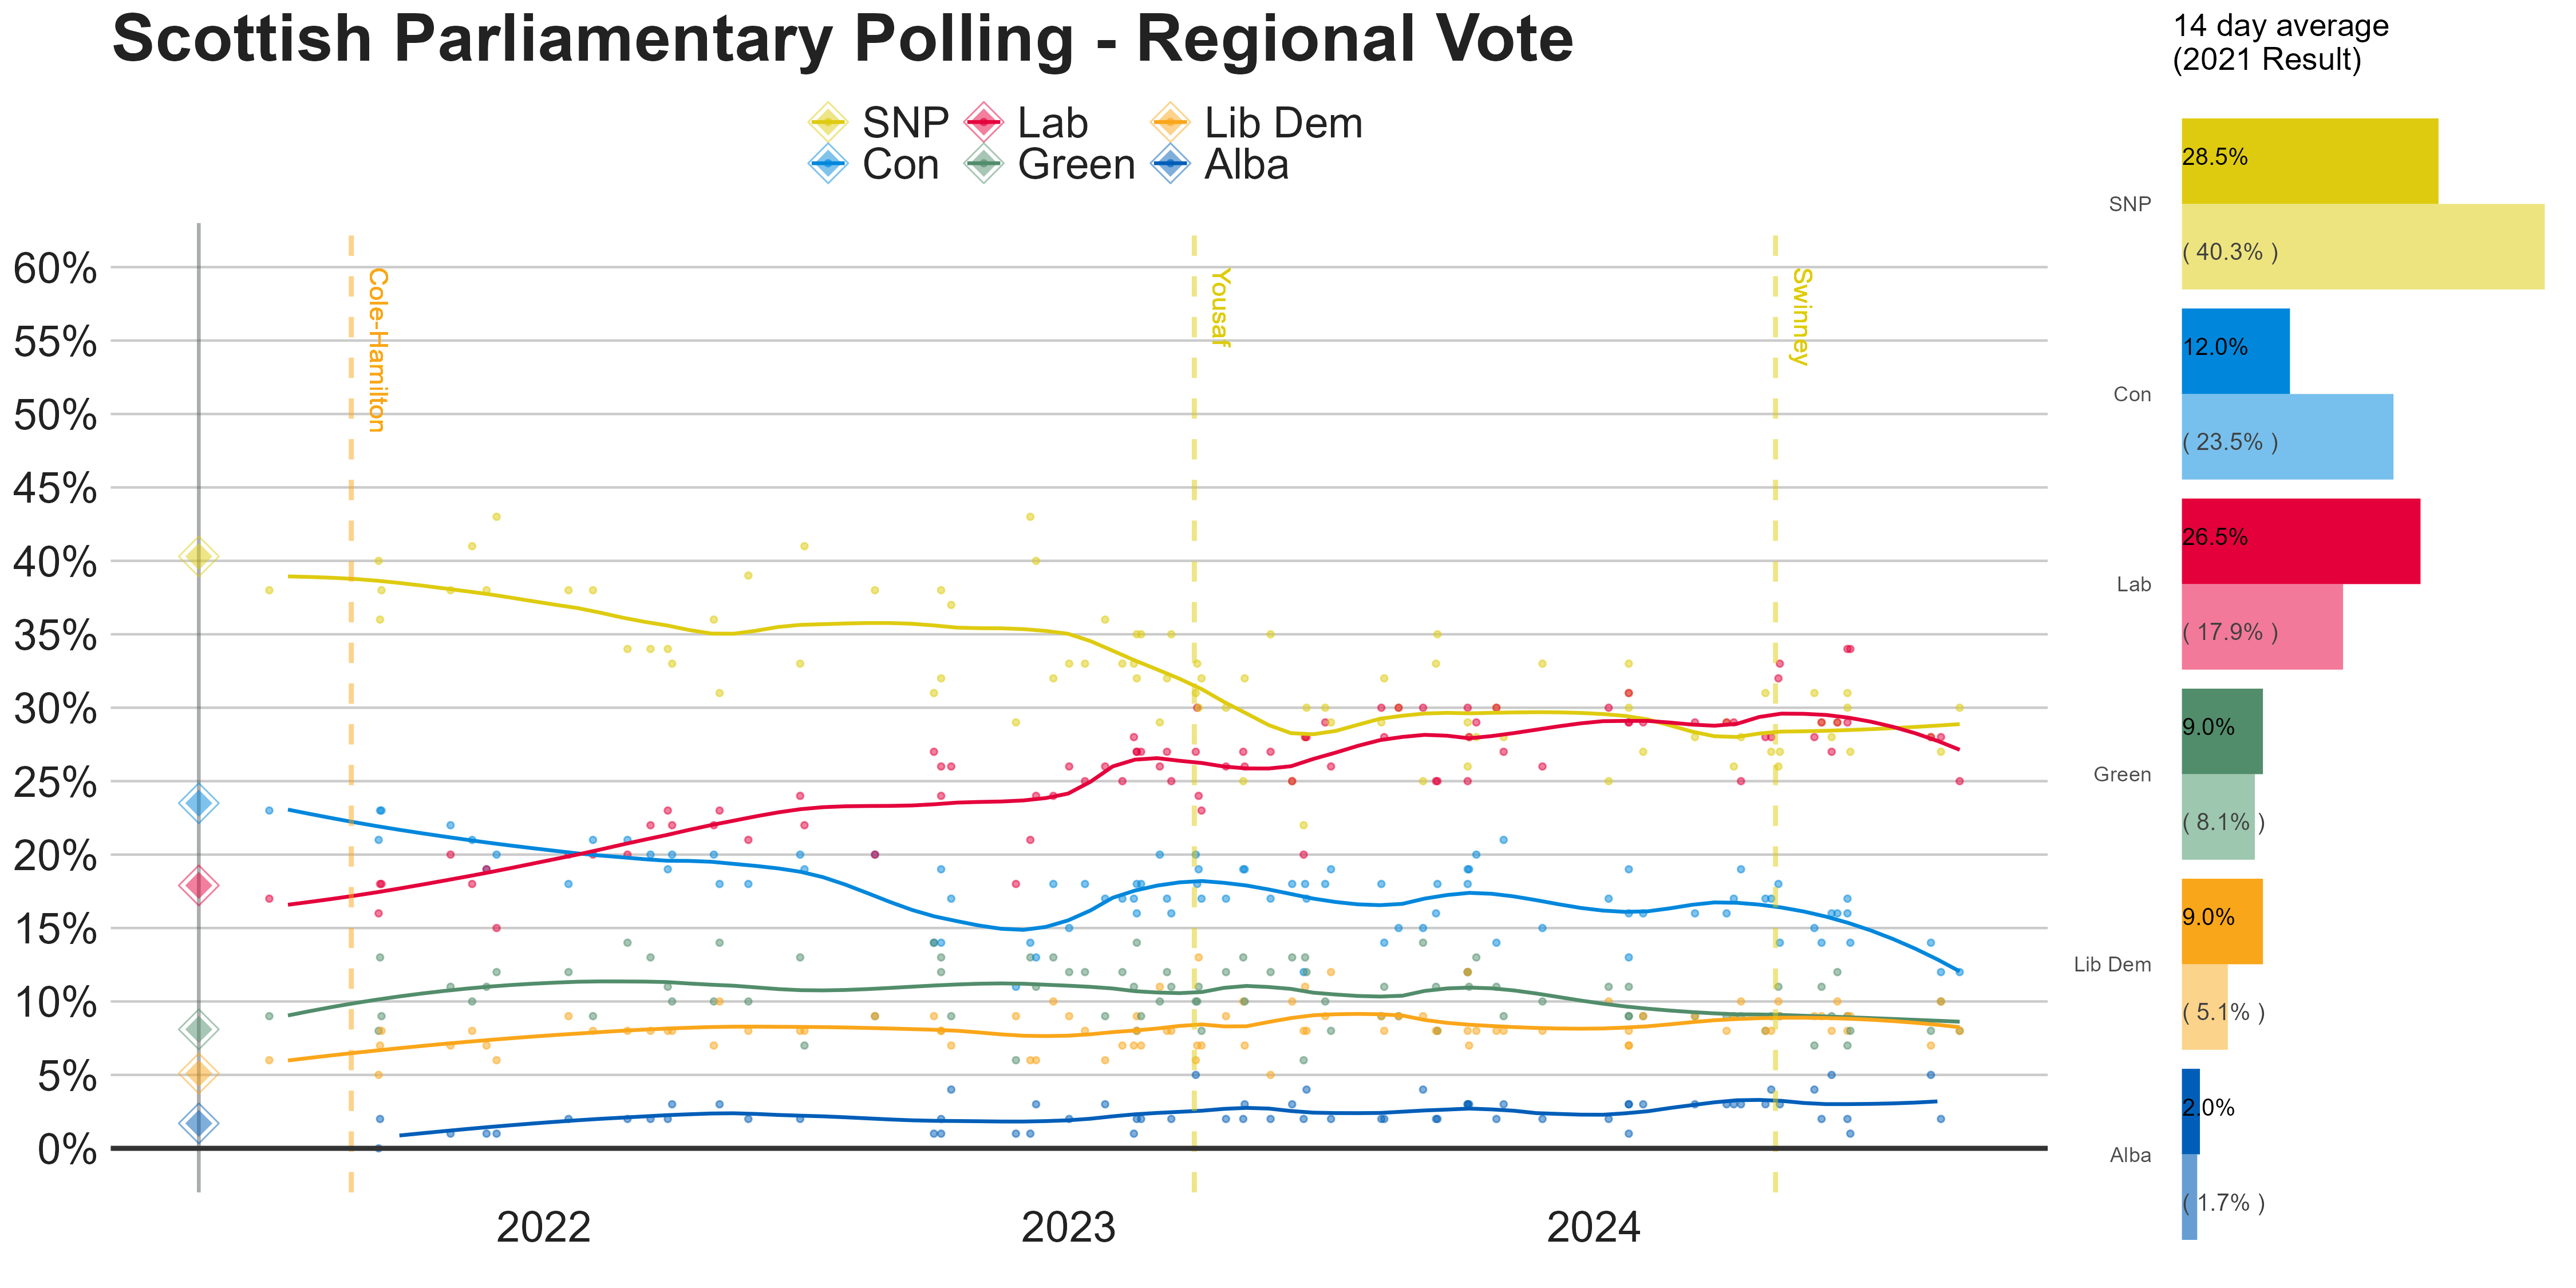 Scottish Parliamentary Polling - Regional Vote
14 day average
(2021 Result)
SNP Lab Lib Dem
Con Green Alba
60%
55%
50%
45%
40%
35%
30%
25%
20%
15%
10%
5%
0%
Cole-Hamilton
Yousaf
Swinney
2022 2023 2024
28.5%
SNP
( 40.3% )
12.0%
Con
( 23.5% )
26.5%
Lab
( 17.9% )
9.0%
Green
( 8.1% )
9.0%
Lib Dem
( 5.1% )
2.0%
Alba
( 1.7% )